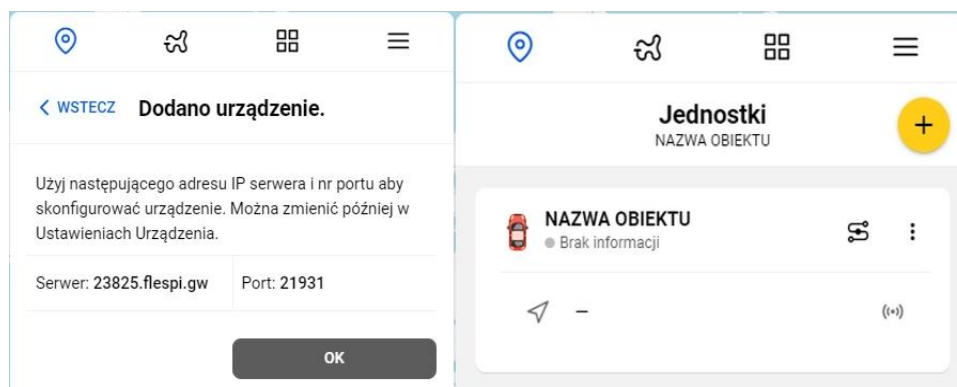 WSTECZ Dodano urządzenie.
Użyj następującego adresu IP serwera i nr portu aby
skonfigurować urządzenie. Można zmienić później w
Ustawieniach Urządzenia.
Serwer: 23825.flespi.gw Port: 21931
OK
Jednostki
NAZWA OBIEKTU
NAZWA OBIEKTU
Brak informacji
–